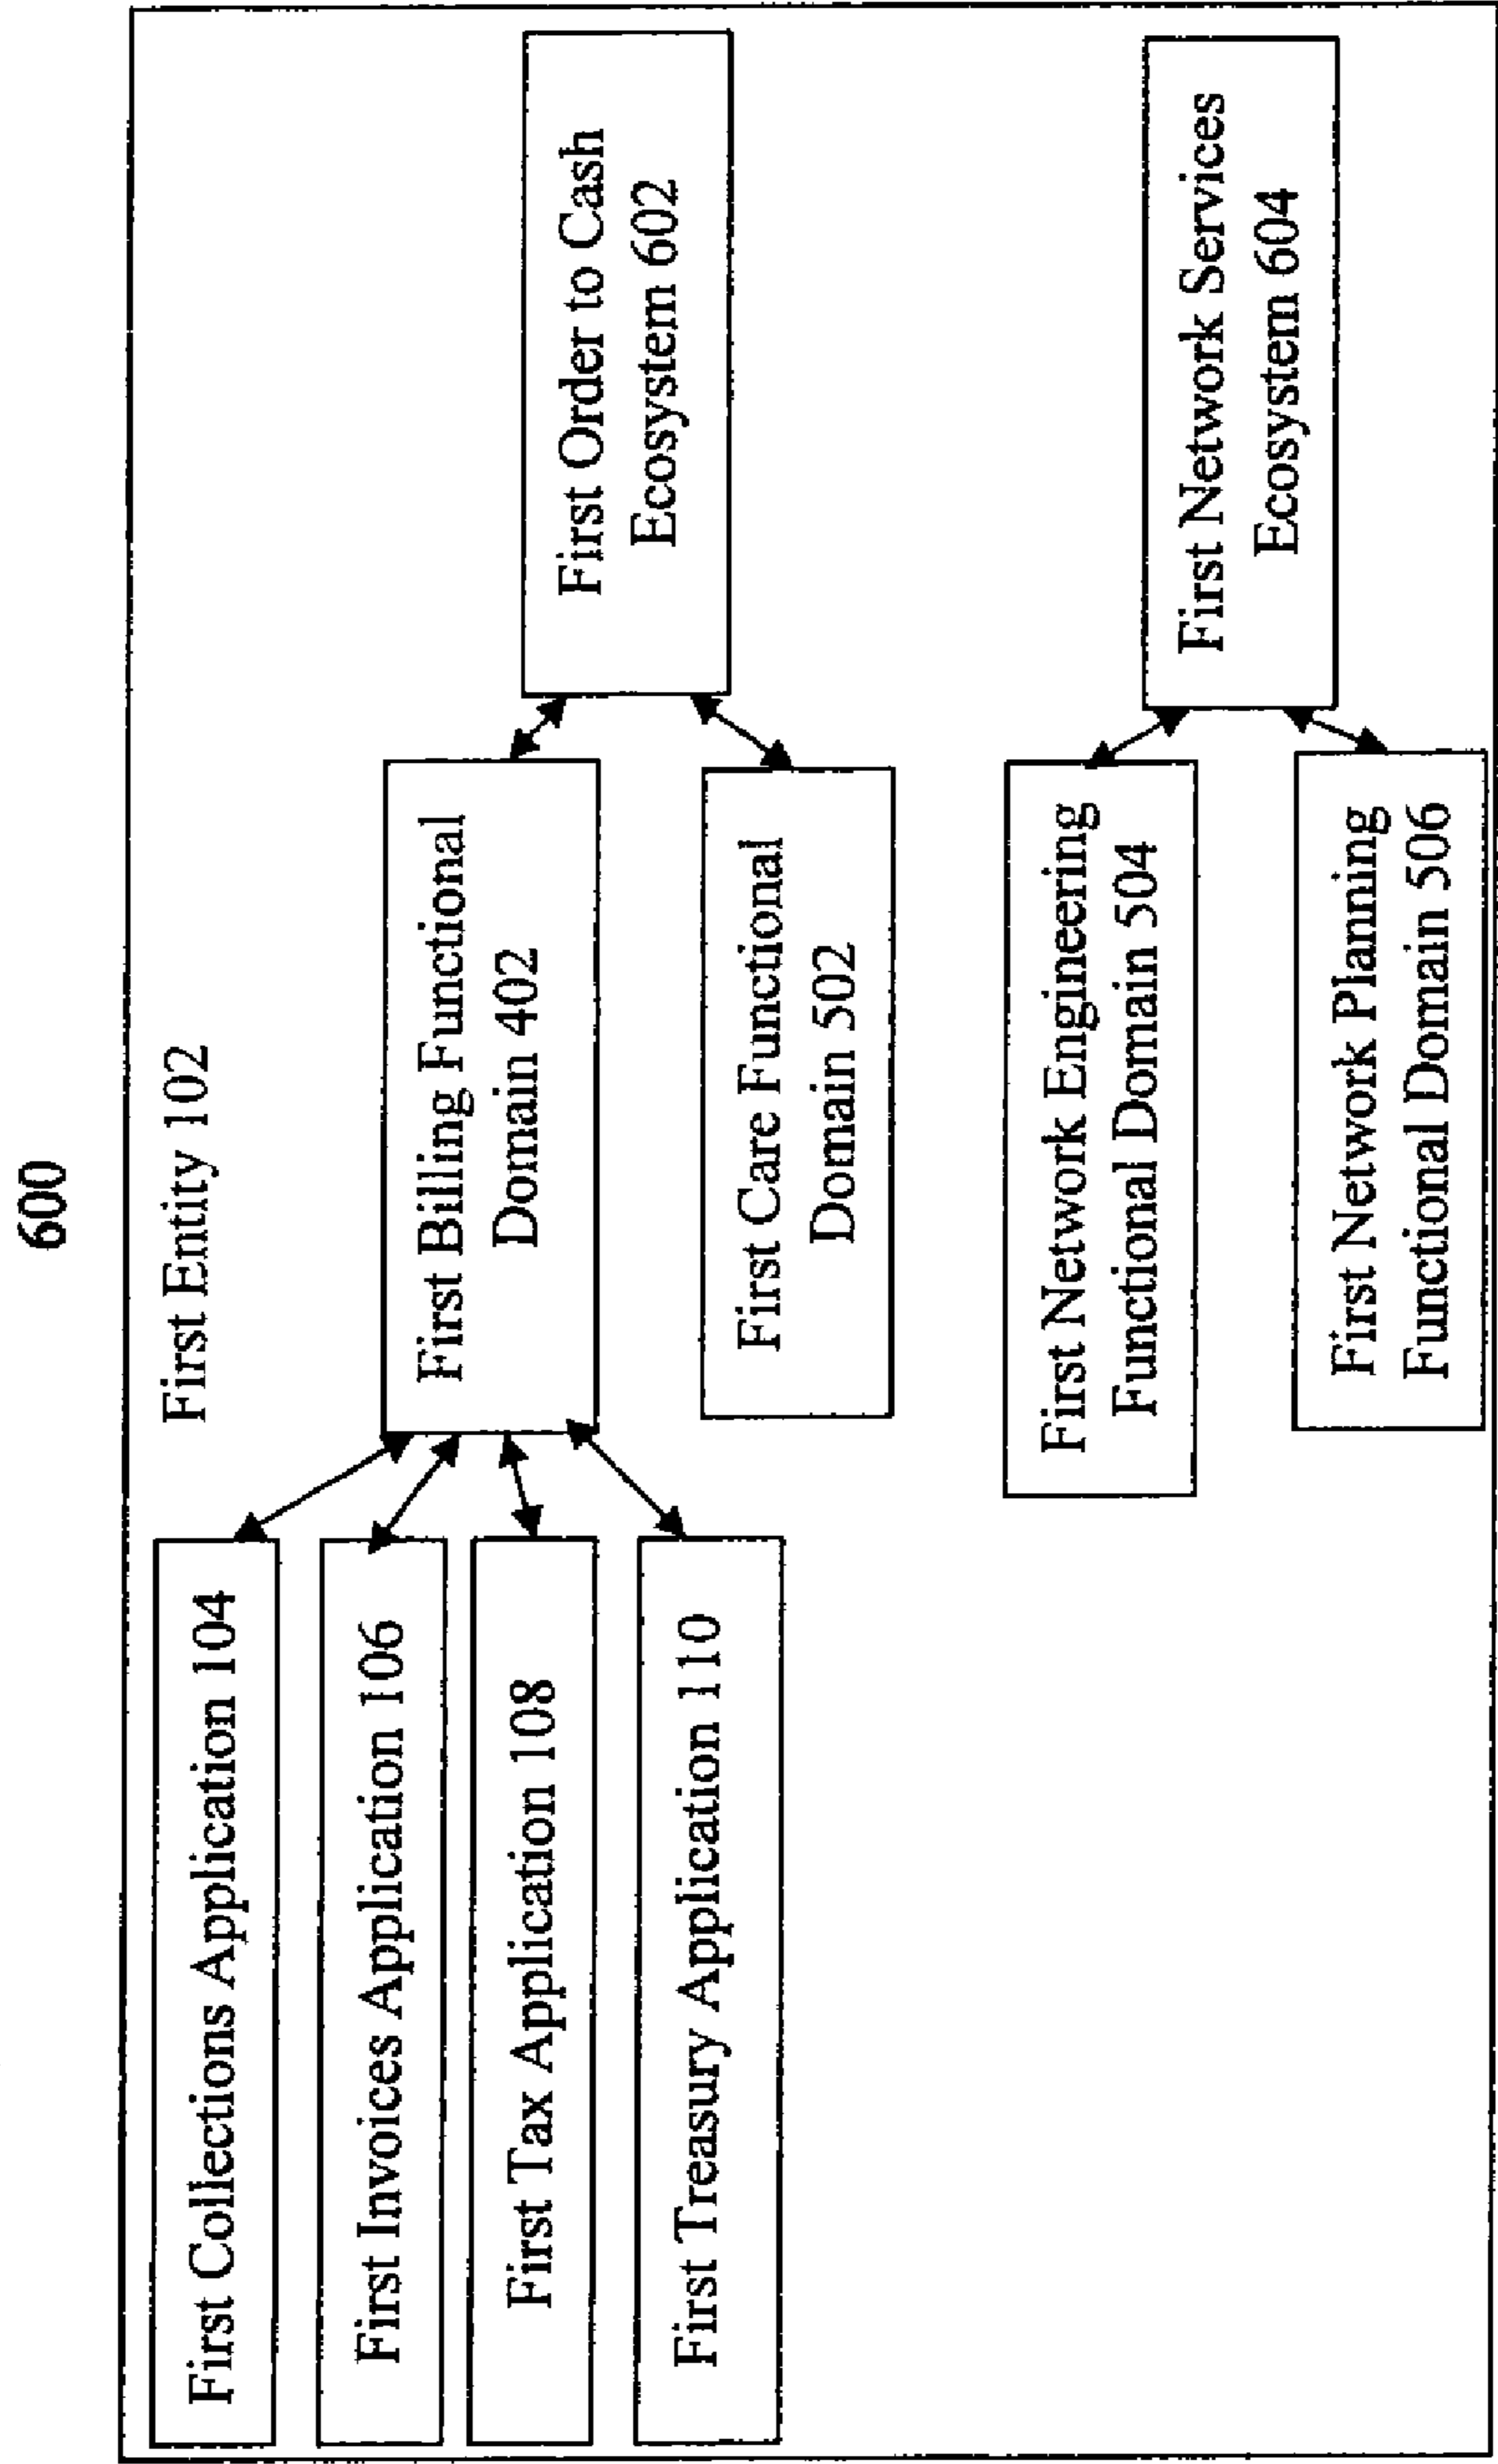 600
First Entity 102
First Collections Application 104
First Invoices Application 106
First Tax Application 108
First Treasury Application 110
First Billing Functional
Domain 402
First Care Functional
Domain 502
First Network Engineering
Functional Domain 504
First Network Planning
Functional Domain 506
First Order to Cash
Ecosystem 602
First Network Services
Ecosystem 604